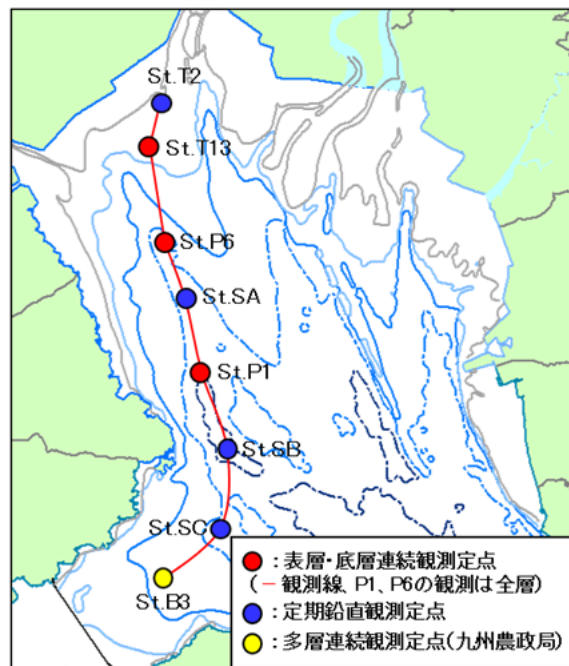 St.T2
St.T13
St.P6
St.SA
St.P1
St.SB
St.SC
St.B3
：表層・底層連続観測定点
（－観測線、P1、P6の観測は全層）
：定期鉛直観測定点
：多層連続観測定点(九州農政局)